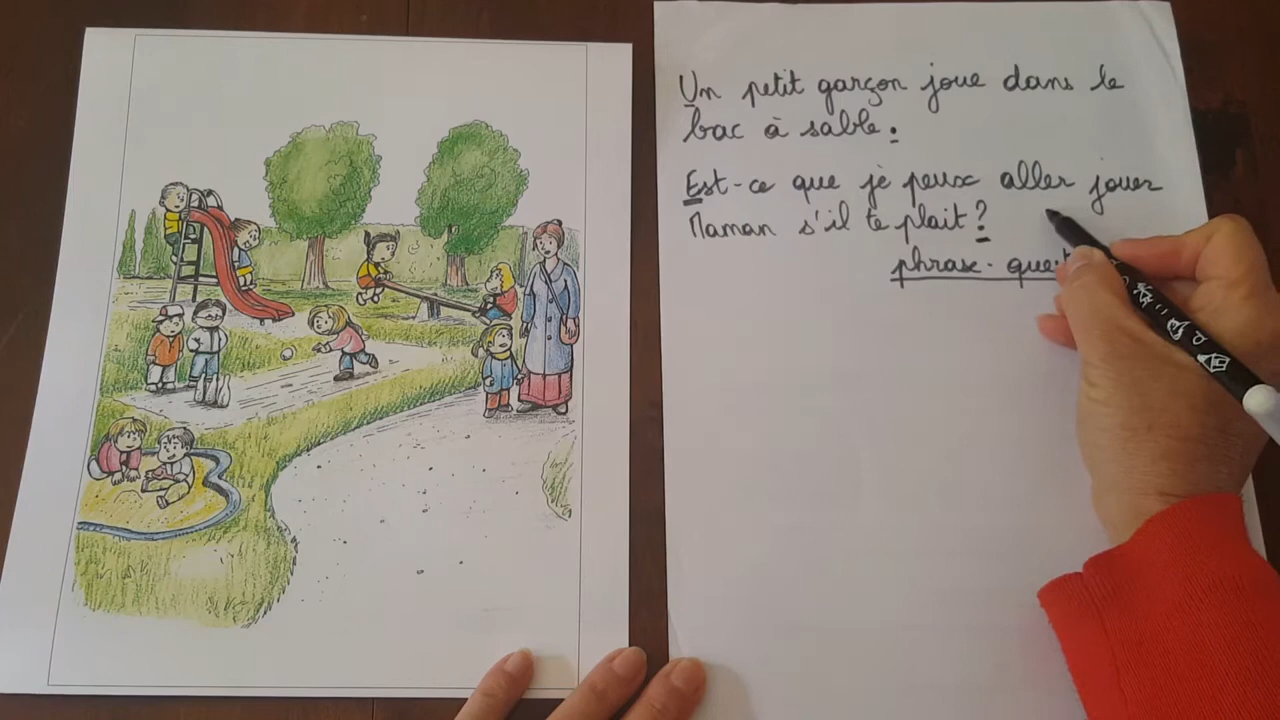 Un petit garçon joue dans le
bac à sable.
Est-ce que je peux aller jouer
Maman s'il te plait ?
phrase-